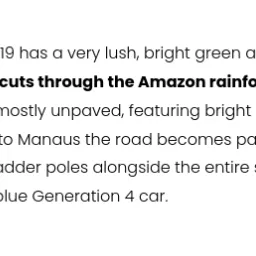 19 has a very lush, bright green a
cuts through the Amazon rainfo
mostly unpaved, featuring bright
to Manaus the road becomes pa
adder poles alongside the entire s
blue Generation 4 car.